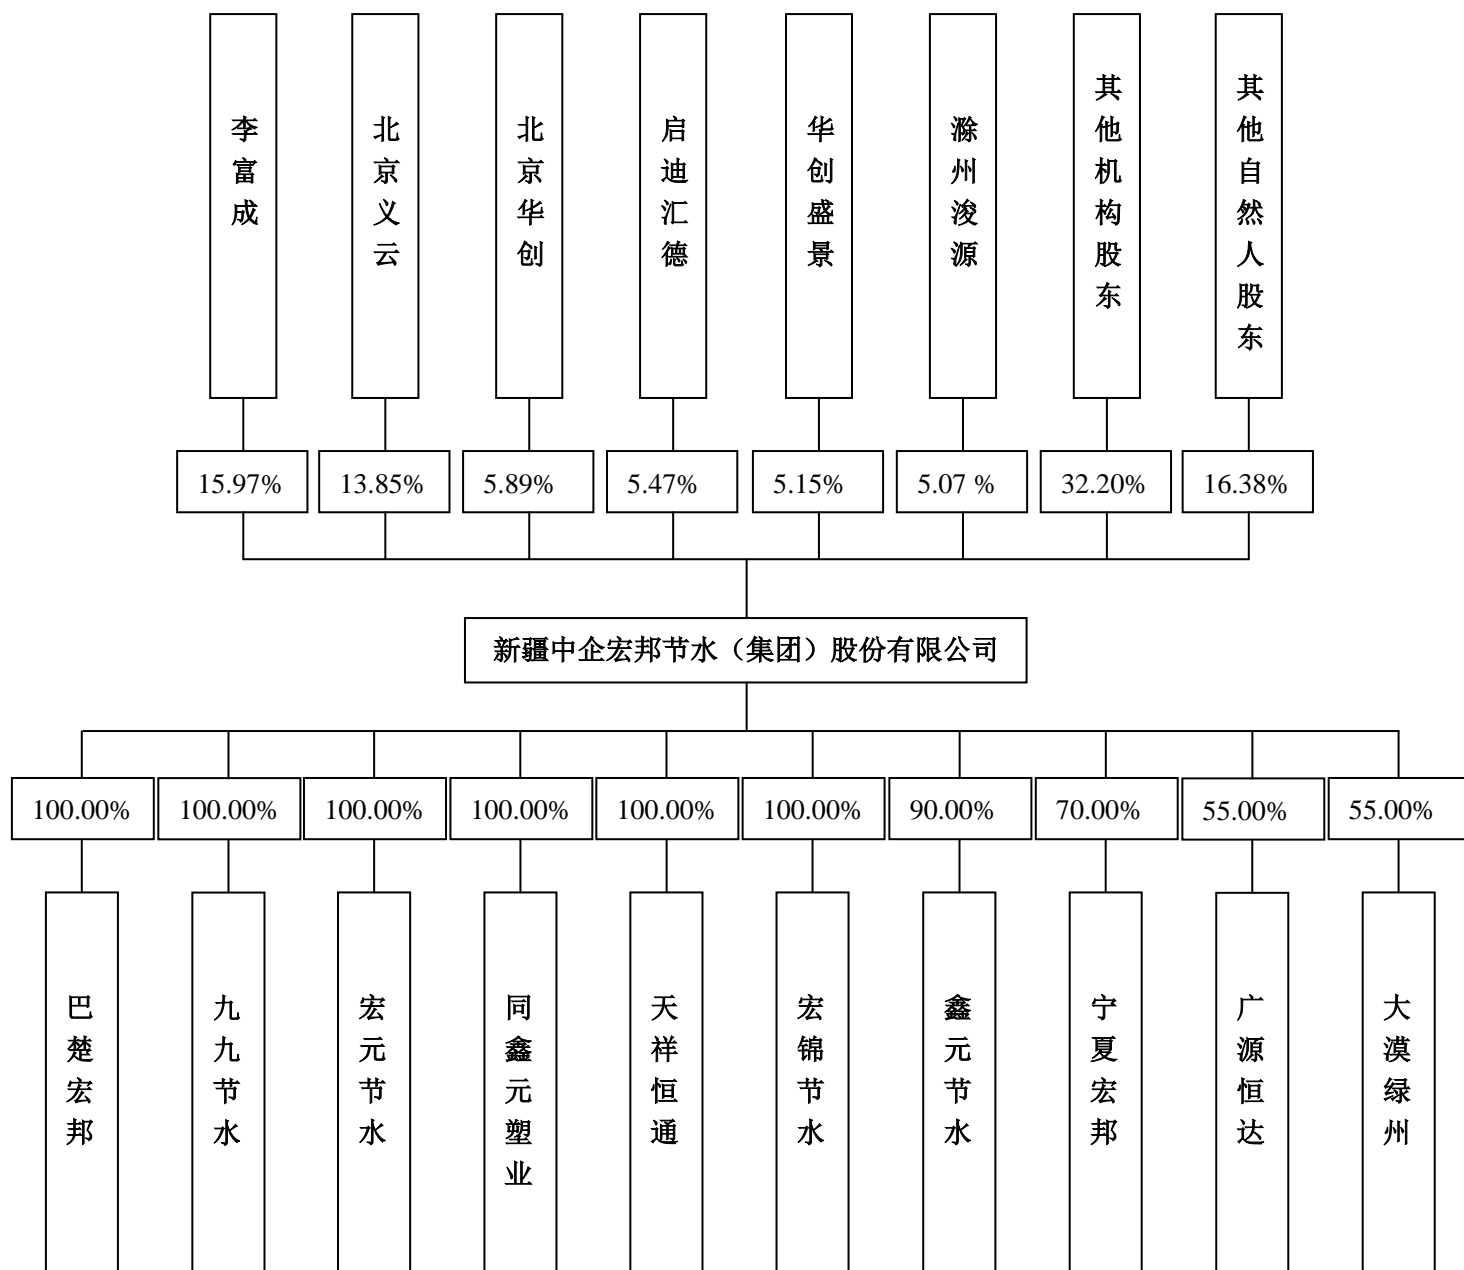 李富成
北京义云
北京华创
启迪汇德
华创盛景
滁州浚源
其他机构股东
其他自然人股东
15.97%
13.85%
5.89%
5.47%
5.15%
5.07 %
32.20%
16.38%
新疆中企宏邦节水（集团）股份有限公司
100.00%
100.00%
100.00%
100.00%
100.00%
100.00%
90.00%
70.00%
55.00%
55.00%
巴楚宏邦
九九节水
宏元节水
同鑫元塑业
天祥恒通
宏锦节水
鑫元节水
宁夏宏邦
广源恒达
大漠绿州